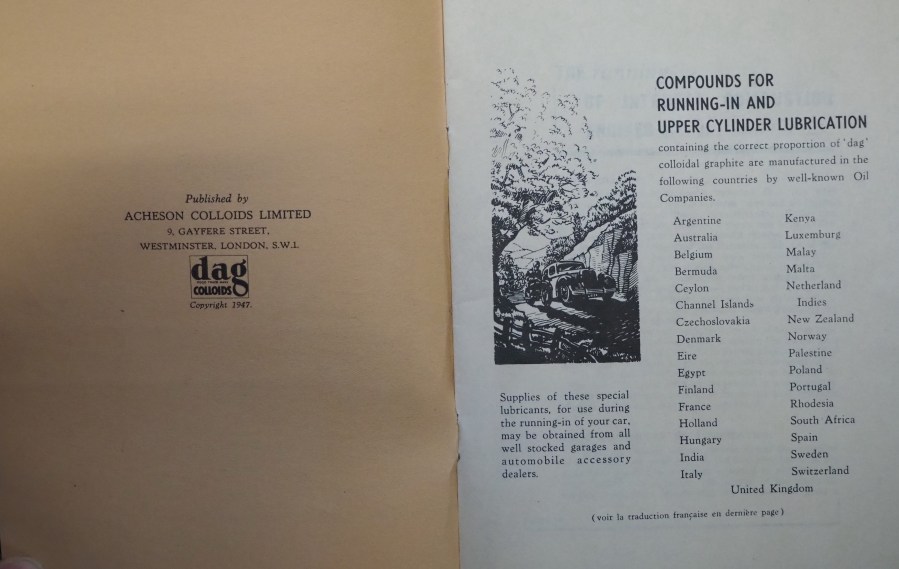 Published by
ACHESON COLLOIDS LIMITED
9, GAYFERE STREET,
WESTMINSTER, LONDON, S.W.1.
dag
COLLOIDS
Copyright 1947.
COMPOUNDS FOR
RUNNING-IN AND
UPPER CYLINDER LUBRICATION
containing the correct proportion of 'dag'
colloidal graphite are manufactured in the
following countries by well-known Oil
Companies.
Argentine
Australia
Belgium
Bermuda
Ceylon
Channel Islands
Czechoslovakia
Denmark
Eire
Egypt
Finland
France
Holland
Hungary
India
Italy
Kenya
Luxemburg
Malay
Malta
Netherland
Indies
New Zealand
Norway
Palestine
Poland
Portugal
Rhodesia
South Africa
Spain
Sweden
Switzerland
United Kingdom
Supplies of these special
lubricants, for use during
the running-in of your car,
may be obtained from all
well stocked garages and
automobile accessory
dealers.
(voir la traduction française en dernière page)